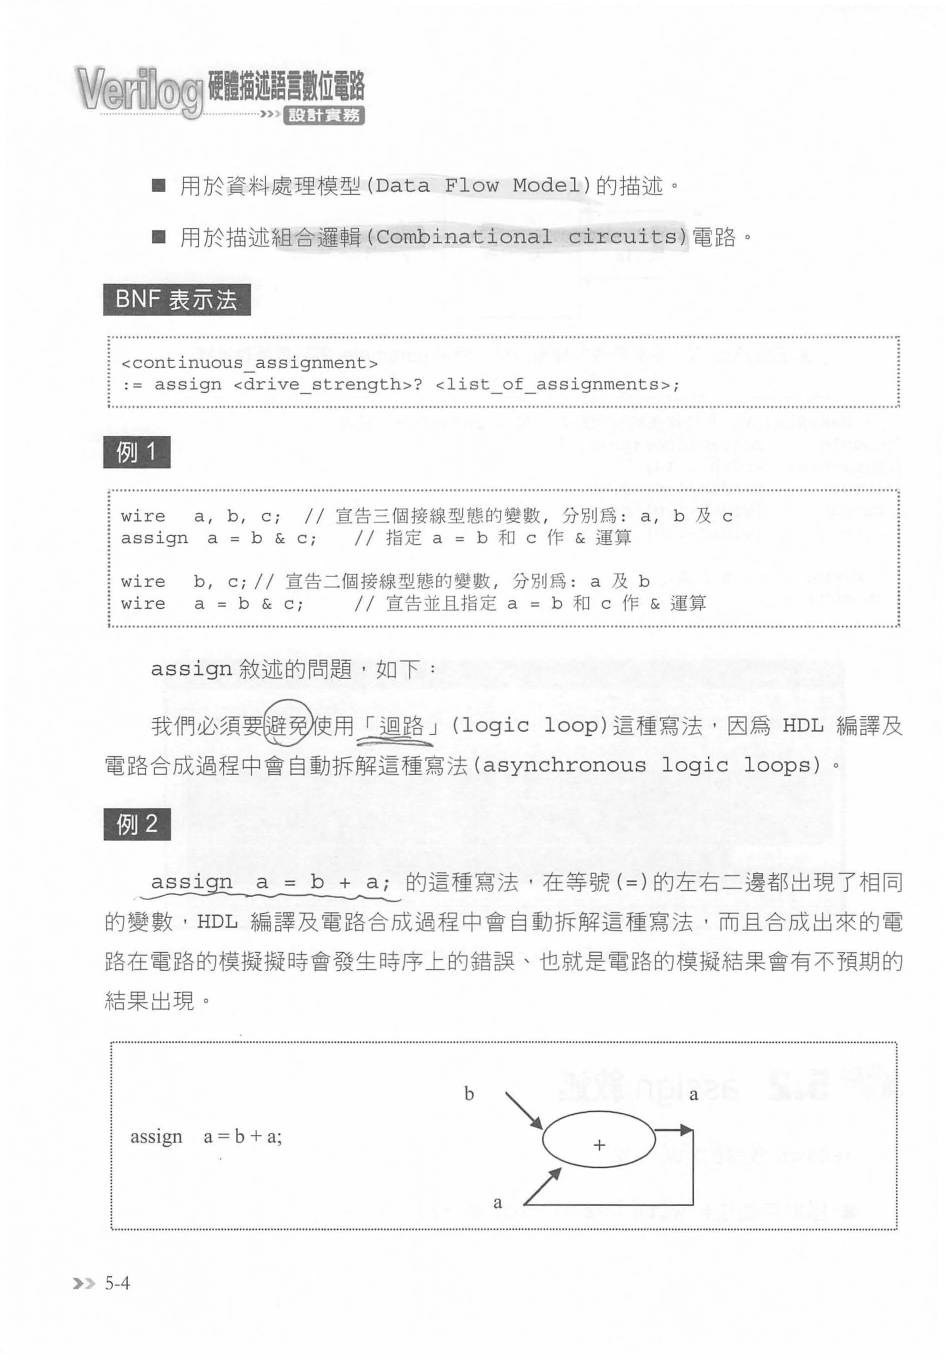 Verilog 硬體描述語言數位電路
>>> 設計實務
■ 用於資料處理模型(Data Flow Model)的描述。
■ 用於描述組合邏輯(Combinational circuits)電路。
BNF 表示法
<continuous_assignment>
:= assign <drive_strength>? <list_of_assignments>;
例 1
wire a, b, c; // 宣告三個接線型態的變數, 分別為: a, b 及 c
assign a = b & c; // 指定 a = b 和 c 作 & 運算
wire b, c; // 宣告二個接線型態的變數, 分別為: a 及 b
wire a = b & c; // 宣告並且指定 a = b 和 c 作 & 運算
assign 敘述的問題，如下：
我們必須要避免使用「迴路」(logic loop)這種寫法，因為 HDL 編譯及
電路合成過程中會自動拆解這種寫法(asynchronous logic loops)。
例 2
assign a = b + a; 的這種寫法，在等號(=)的左右二邊都出現了相同
的變數，HDL 編譯及電路合成過程中會自動拆解這種寫法，而且合成出來的電
路在電路的模擬擬時會發生時序上的錯誤、也就是電路的模擬結果會有不預期的
結果出現。
b a
assign a = b + a; +
a
>> 5-4